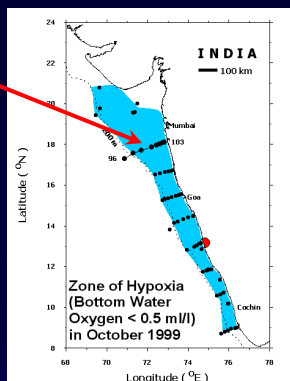 24
22
20
18
16
14
12
10
8
Latitude ( °N )
INDIA
100 km
Mumbai
103
200m
96
Goa
Cochin
Zone of Hypoxia
(Bottom Water
Oxygen < 0.5 ml/l)
in October 1999
68 70 72 74 76 78
Longitude ( °E )